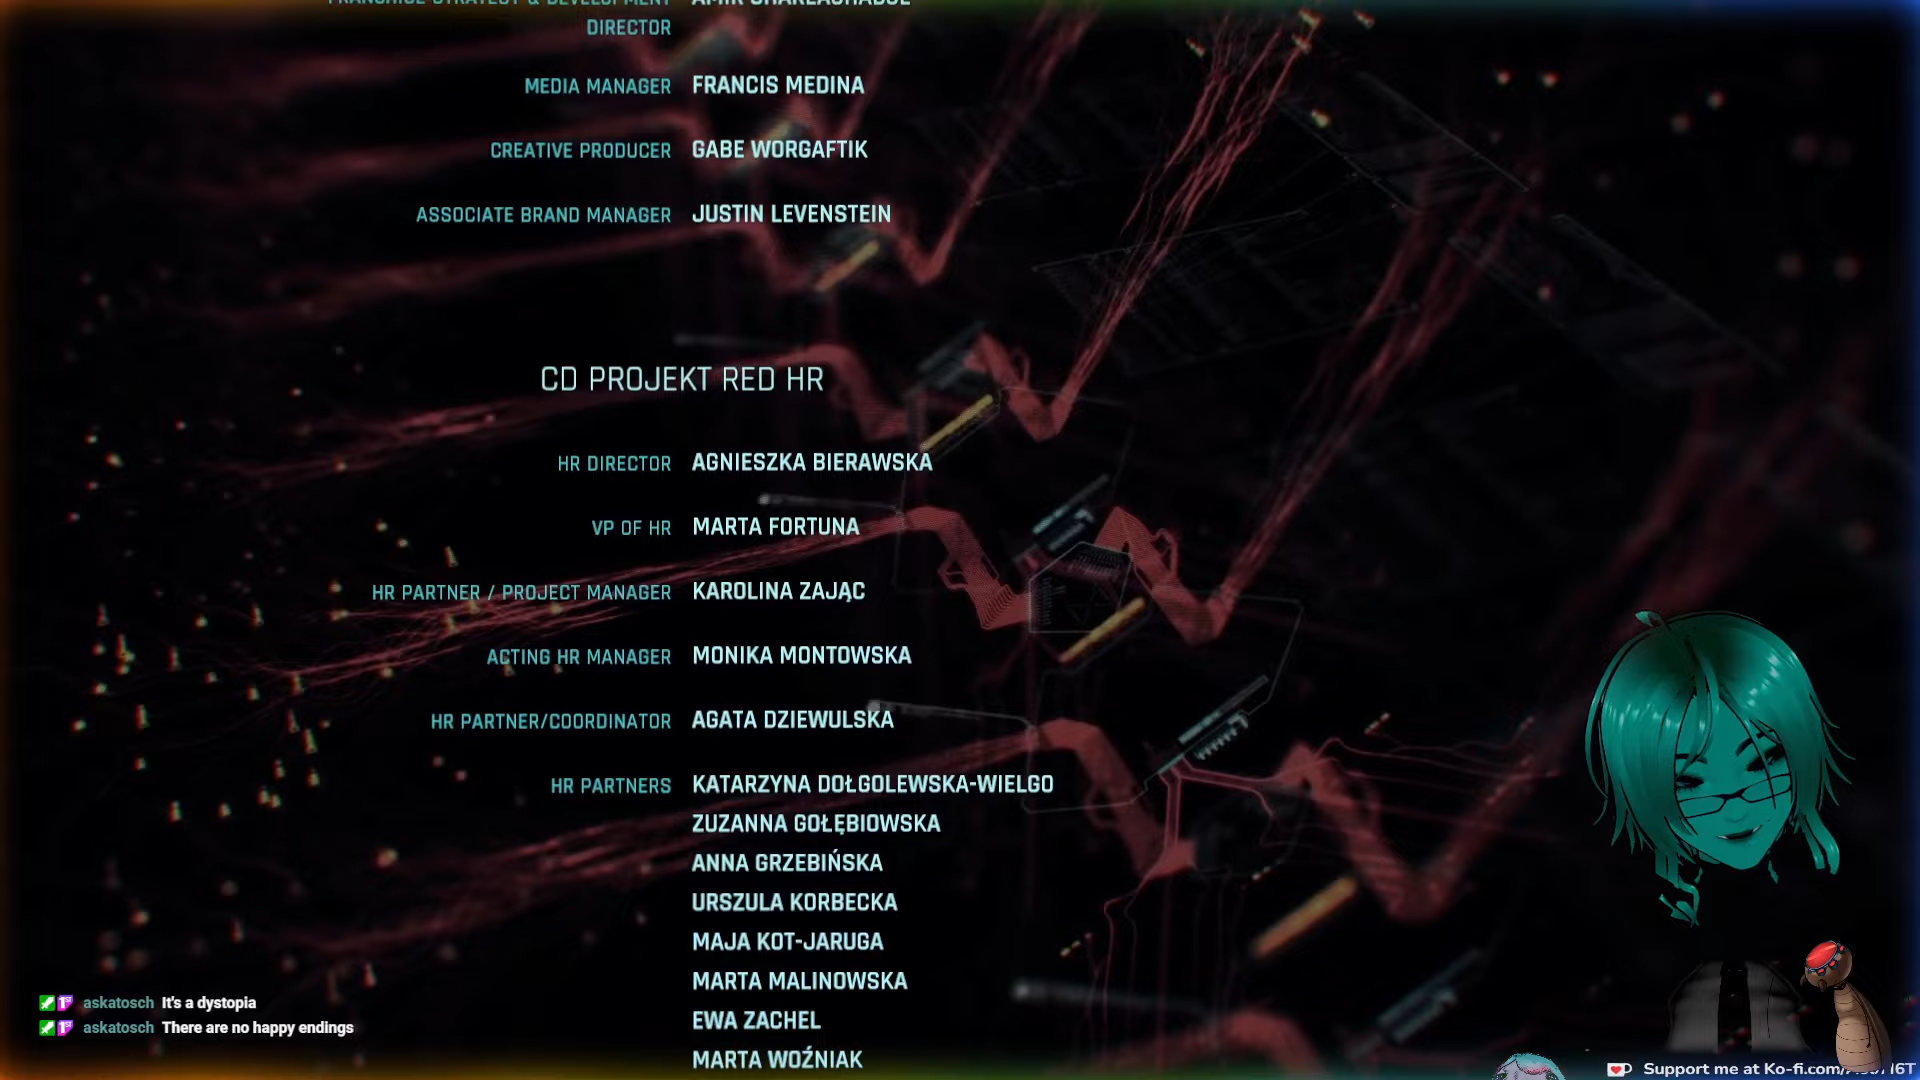 FRANCHISE STRATEGY & DEVELOPMENT
DIRECTOR
MEDIA MANAGER FRANCIS MEDINA
CREATIVE PRODUCER GABE WORGAFTIK
ASSOCIATE BRAND MANAGER JUSTIN LEVENSTEIN
CD PROJEKT RED HR
HR DIRECTOR AGNIESZKA BIERAWSKA
VP OF HR MARTA FORTUNA
HR PARTNER / PROJECT MANAGER KAROLINA ZAJĄC
ACTING HR MANAGER MONIKA MONTOWSKA
HR PARTNER/COORDINATOR AGATA DZIEWULSKA
HR PARTNERS KATARZYNA DOŁGOLEWSKA-WIELGO
ZUZANNA GOŁĘBIOWSKA
ANNA GRZEBIŃSKA
URSZULA KORBECKA
MAJA KOT-JARUGA
MARTA MALINOWSKA
EWA ZACHEL
MARTA WOŹNIAK
askatosch It's a dystopia
askatosch There are no happy endings
Support me at